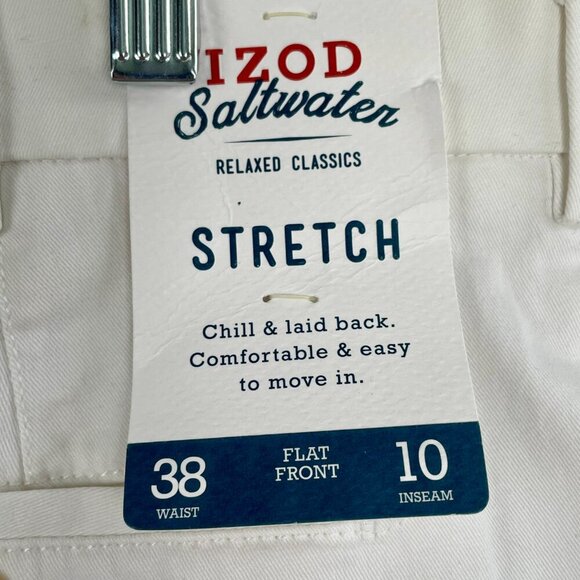 IZOD
Saltwater
RELAXED CLASSICS
STRETCH
Chill & laid back.
Comfortable & easy
to move in.
38
WAIST
FLAT
FRONT
10
INSEAM